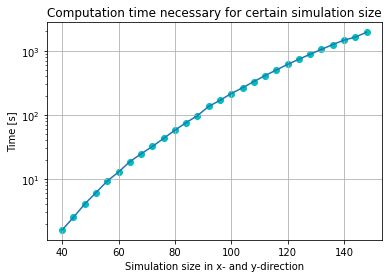 Computation time necessary for certain simulation size
Time [s]
10³
10²
10¹
40 60 80 100 120 140
Simulation size in x- and y-direction